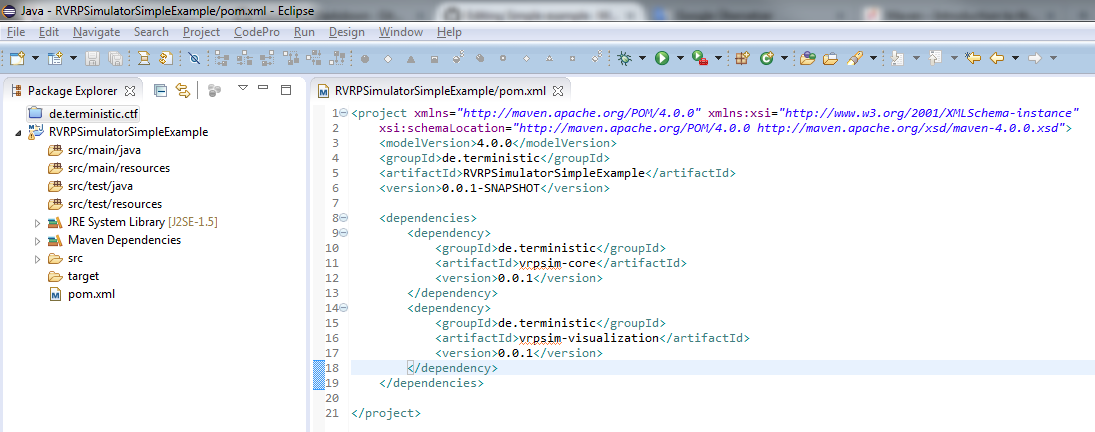 Java - RVRPSimulatorSimpleExample/pom.xml - Eclipse
File Edit Navigate Search Project CodePro Run Design Window Help
Package Explorer
de.terministic.ctf
RVRPSimulatorSimpleExample
src/main/java
src/main/resources
src/test/java
src/test/resources
JRE System Library [J2SE-1.5]
Maven Dependencies
src
target
pom.xml
RVRPSimulatorSimpleExample/pom.xml
1 <project xmlns="http://maven.apache.org/POM/4.0.0" xmlns:xsi="http://www.w3.org/2001/XMLSchema-instance"
2 xsi:schemaLocation="http://maven.apache.org/POM/4.0.0 http://maven.apache.org/xsd/maven-4.0.0.xsd">
3 <modelVersion>4.0.0</modelVersion>
4 <groupId>de.terministic</groupId>
5 <artifactId>RVRPSimulatorSimpleExample</artifactId>
6 <version>0.0.1-SNAPSHOT</version>
7
8 <dependencies>
9 <dependency>
10 <groupId>de.terministic</groupId>
11 <artifactId>vrpsim-core</artifactId>
12 <version>0.0.1</version>
13 </dependency>
14 <dependency>
15 <groupId>de.terministic</groupId>
16 <artifactId>vrpsim-visualization</artifactId>
17 <version>0.0.1</version>
18 </dependency>
19 </dependencies>
20
21 </project>